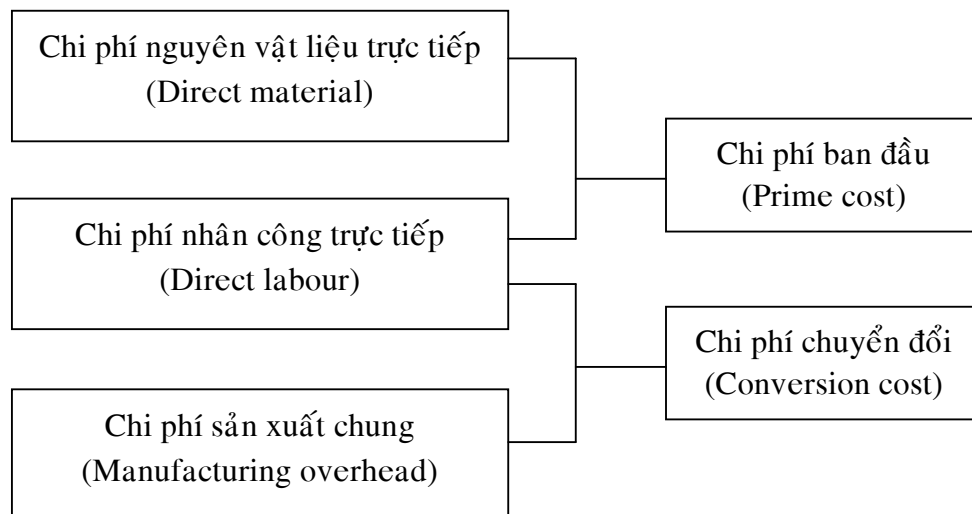 Chi phí nguyên vật liệu trực tiếp
(Direct material)
Chi phí ban đầu
(Prime cost)
Chi phí nhân công trực tiếp
(Direct labour)
Chi phí chuyển đổi
(Conversion cost)
Chi phí sản xuất chung
(Manufacturing overhead)